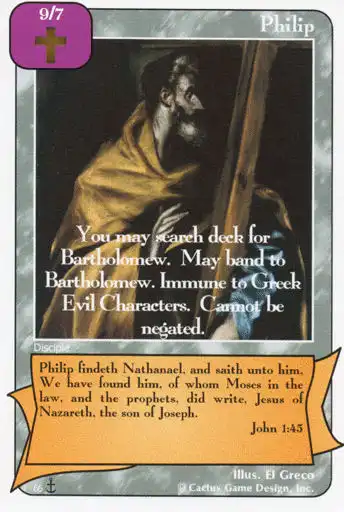 9/7
Philip
You may search deck for
Bartholomew. May band to
Bartholomew. Immune to Greek
Evil Characters. Cannot be
negated.
Disciple
Philip findeth Nathanael, and saith unto him,
We have found him, of whom Moses in the
law, and the prophets, did write, Jesus of
Nazareth, the son of Joseph.
John 1:45
Illus. El Greco
© Cactus Game Design, Inc.